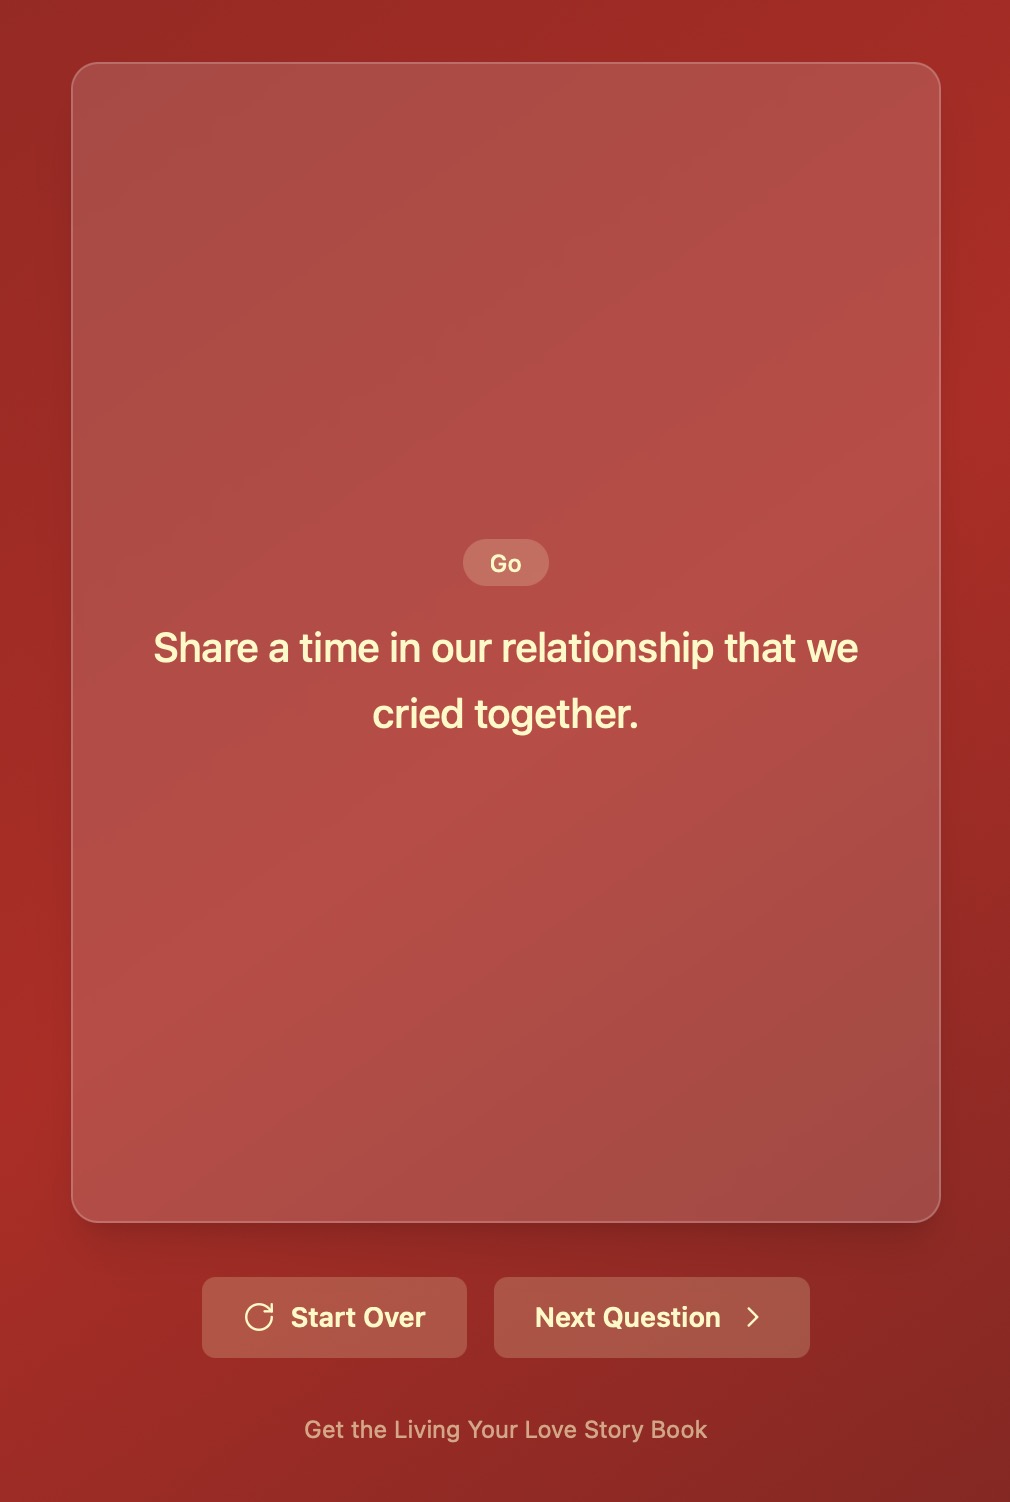 Go
Share a time in our relationship that we
cried together.
Start Over
Next Question
Get the Living Your Love Story Book